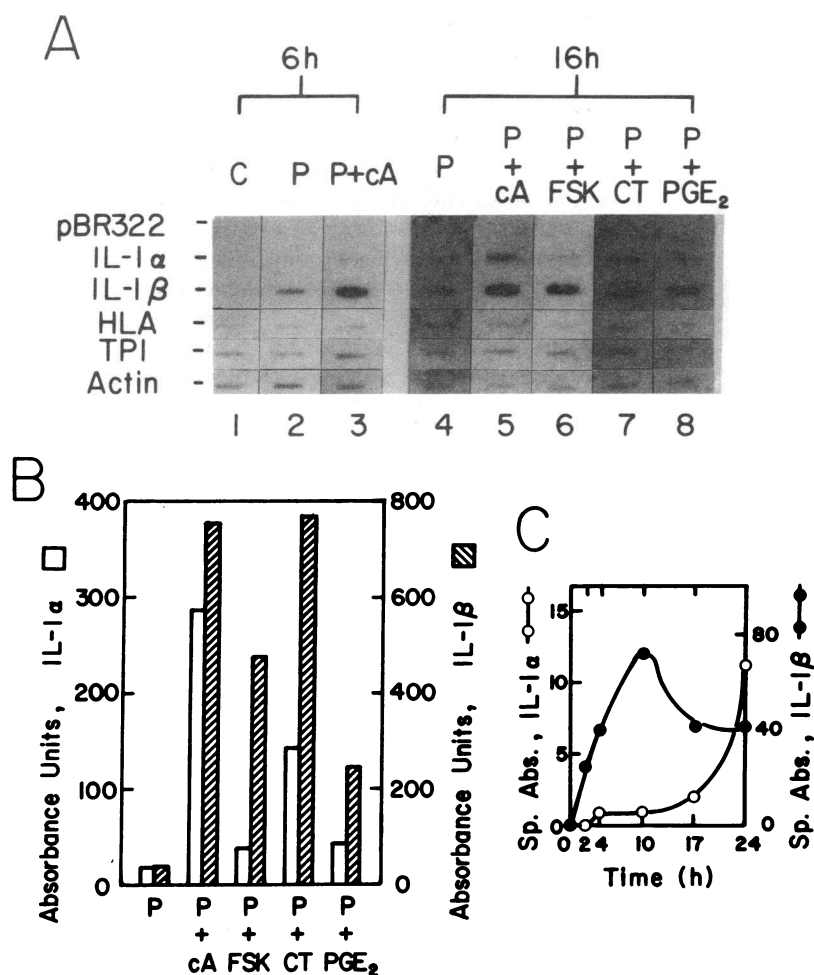 A
6h
16h
C P P+cA P P + cA P + FSK P + CT P + PGE₂
pBR322 -
IL-1α -
IL-1β -
HLA -
TPI -
Actin -
1 2 3 4 5 6 7 8
B
Absorbance Units, IL-1α
400
300
200
100
0
800
600
400
200
0
Absorbance Units, IL-1β
P P + cA P + FSK P + CT P + PGE₂
C
Sp. Abs., IL-1α
15
10
5
0
80
40
0
Sp. Abs., IL-1β
0 2 4 10 17 24
Time (h)